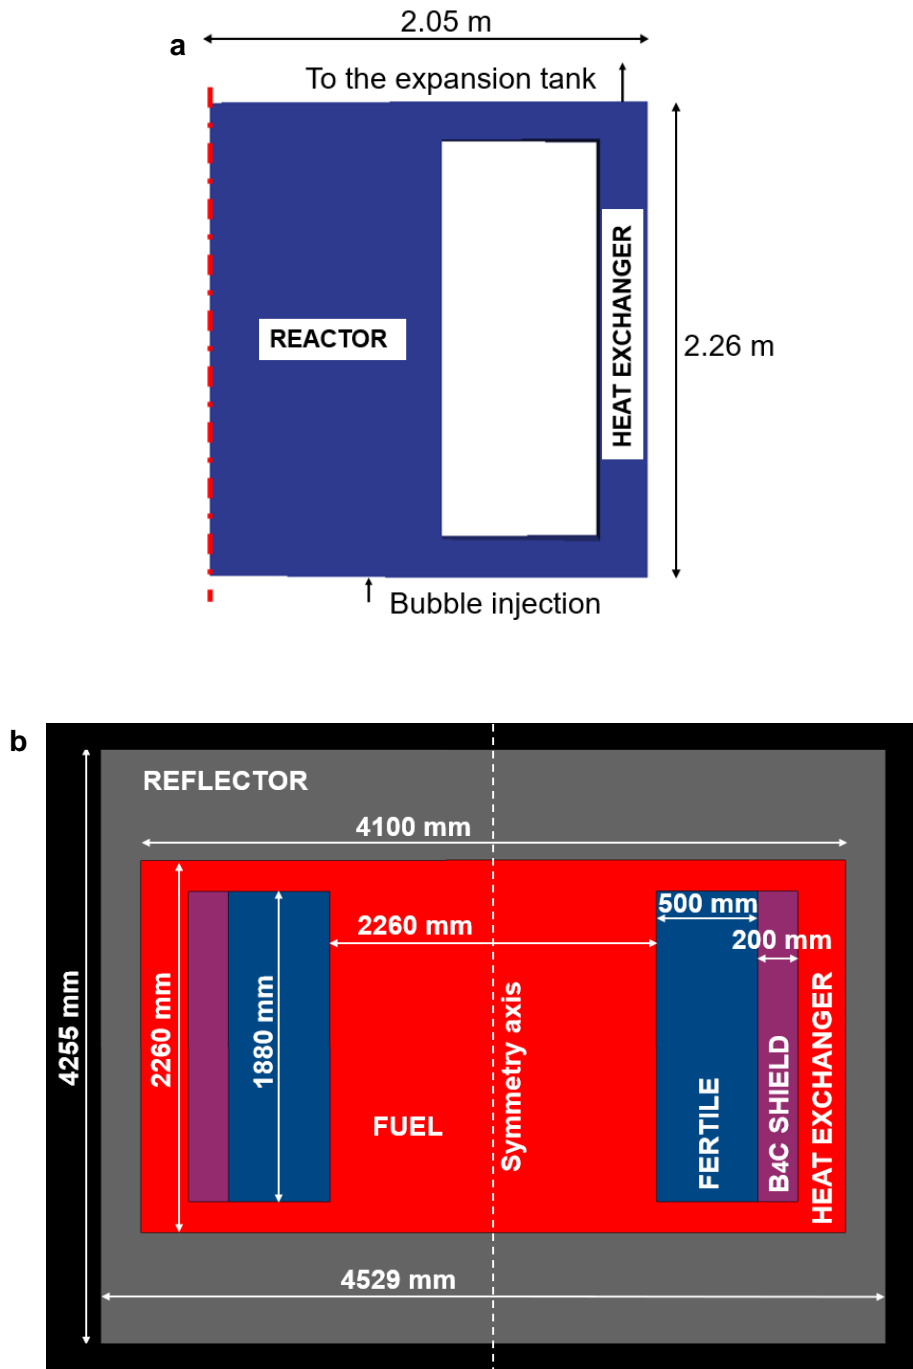 a
2.05 m
To the expansion tank
REACTOR
HEAT EXCHANGER
2.26 m
Bubble injection
b
REFLECTOR
4100 mm
500 mm
2260 mm
200 mm
4255 mm
2260 mm
1880 mm
Symmetry axis
FUEL
FERTILE
B4C SHIELD
HEAT EXCHANGER
4529 mm